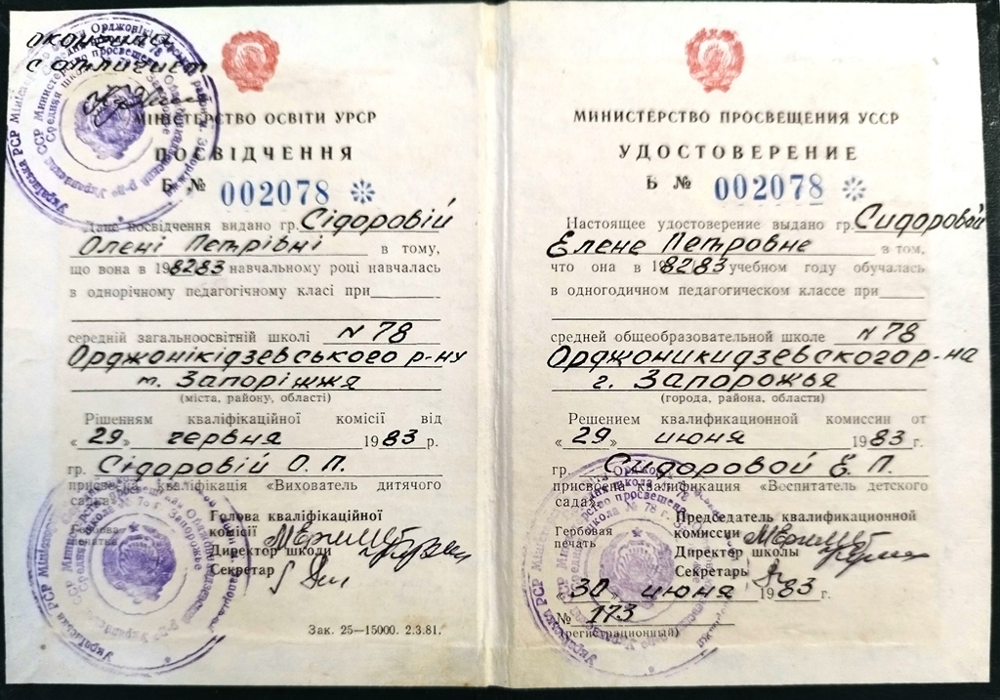 окончила
с отличием
МІНІСТЕРСТВО ОСВІТИ УРСР
ПОСВІДЧЕННЯ
Б № 002078
Дане посвідчення видано гр. Сідоровій
Олені Петрівні в тому,
що вона в 1982 83 навчальному році навчалась
в однорічному педагогічному класі при
середній загальноосвітній школі N 78
Орджонікідзевського р-ну
м. Запоріжжя
(міста, району, області)
Рішенням кваліфікаційної комісії від
«29» червня 1983 р.
гр. Сідоровій О. П.
присвоєна кваліфікація «Вихователь дитячого
садка»
Гербова
печатка
Голова кваліфікаційної
комісії
Директор школи
Секретар
Зак. 25—15000. 2.3.81.
МИНИСТЕРСТВО ПРОСВЕЩЕНИЯ УССР
УДОСТОВЕРЕНИЕ
Б № 002078
Настоящее удостоверение выдано гр. Сидоровой
Елене Петровне в том,
что она в 1982 83 учебном году обучалась
в одногодичном педагогическом классе при
средней общеобразовательной школе N 78
Орджоникидзевского р-на
г. Запорожья
(города, района, области)
Решением квалификационной комиссии от
«29» июня 1983 г.
гр. Сидоровой Е. П.
присвоена квалификация «Воспитатель детского
сада»
Гербовая
печать
Председатель квалификационной
комиссии
Директор школы
Секретарь
«30» июня 1983 г.
№ 173
(регистрационный)